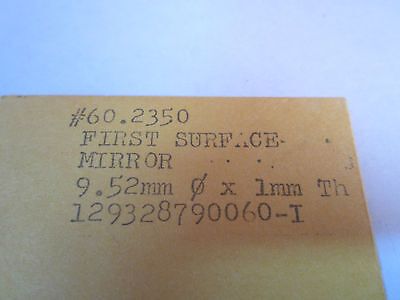 #60.2350
FIRST SURFACE
MIRROR
9.52mm Ø x 1mm Th
129328790060-I